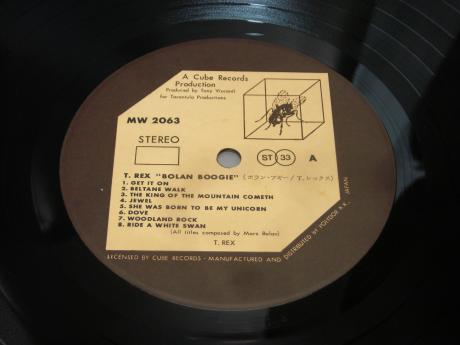 A Cube Records
Production
Produced by Tony Visconti
for Tarantula Productions
MW 2063
STEREO
ST 33 A
T. REX "BOLAN BOOGIE" (ボラン・ブギー/T.レックス)
1. GET IT ON
2. BELTANE WALK
3. THE KING OF THE MOUNTAIN COMETH
4. JEWEL
5. SHE WAS BORN TO BE MY UNICORN
6. DOVE
7. WOODLAND ROCK
8. RIDE A WHITE SWAN
(All titles composed by Marc Bolan)
T. REX
LICENSED BY CUBE RECORDS - MANUFACTURED AND DISTRIBUTED BY POLYDOR K.K., JAPAN